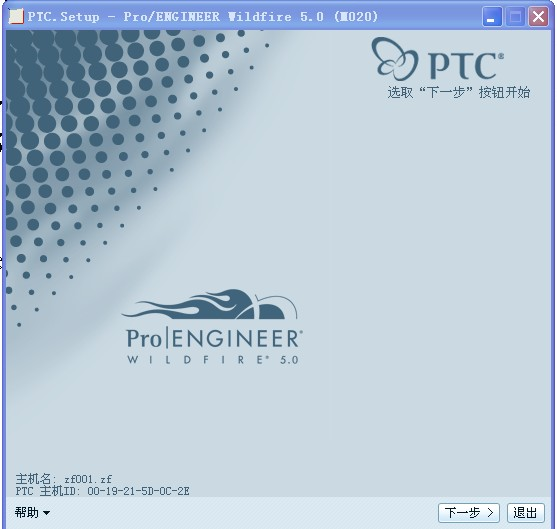 PTC.Setup - Pro/ENGINEER Wildfire 5.0 (M020)
PTC®
选取“下一步”按钮开始
Pro|ENGINEER®
WILDFIRE® 5.0
主机名: zf001.zf
PTC 主机ID: 00-19-21-5D-0C-2E
帮助
下一步 >
退出